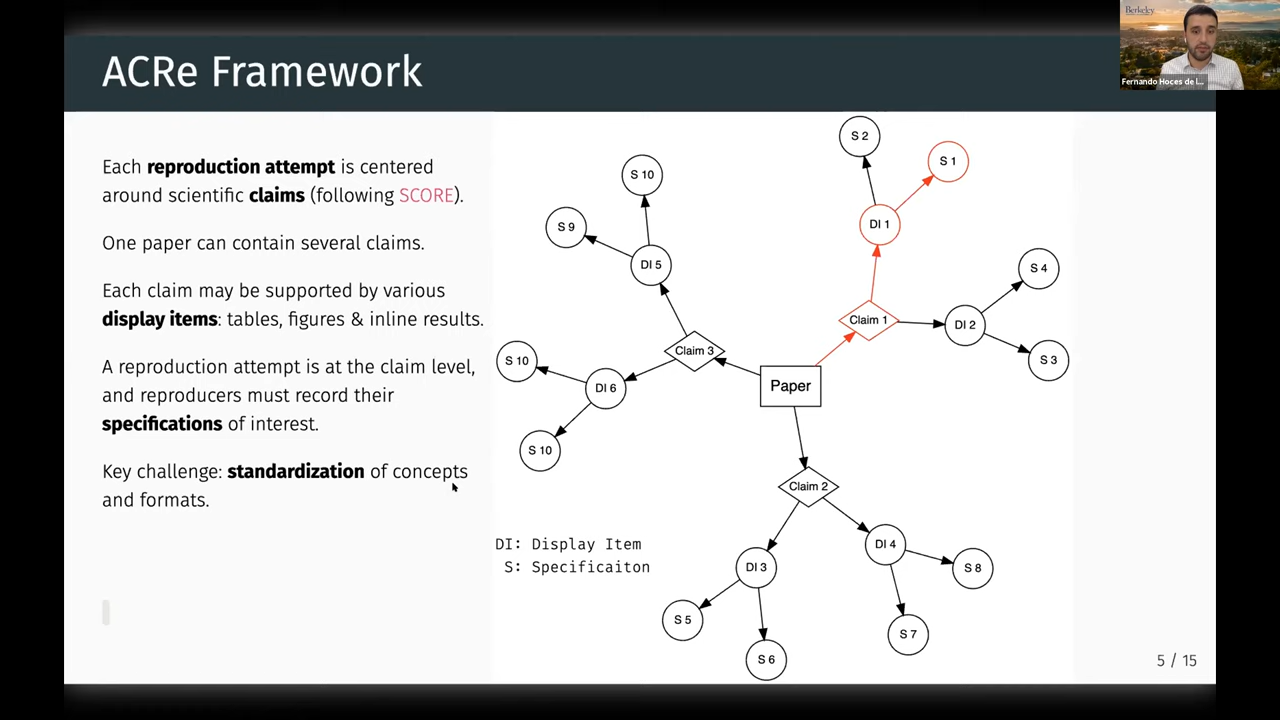 ACRe Framework
Each reproduction attempt is centered
around scientific claims (following SCORE).
One paper can contain several claims.
Each claim may be supported by various
display items: tables, figures & inline results.
A reproduction attempt is at the claim level,
and reproducers must record their
specifications of interest.
Key challenge: standardization of concepts
and formats.
S 2
S 1
S 10
S 9
DI 1
DI 5
S 4
Claim 1
DI 2
Claim 3
S 3
S 10
DI 6
Paper
S 10
Claim 2
DI 4
DI 3
S 8
S 5
S 7
S 6
DI: Display Item
S: Specificaiton
5 / 15
Berkeley
Fernando Hoces de l...